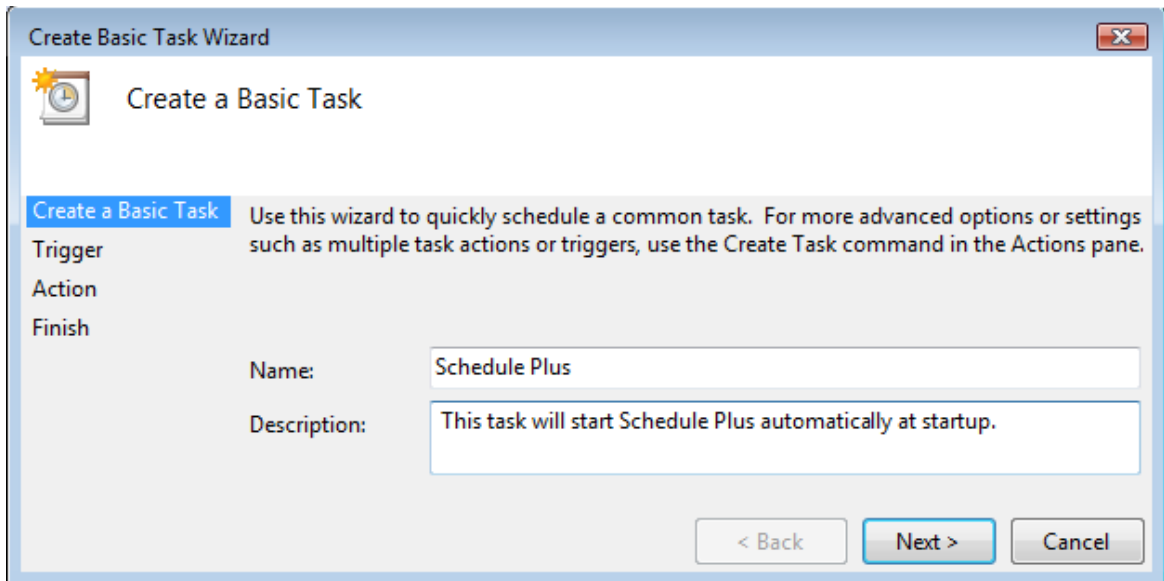 Create Basic Task Wizard
Create a Basic Task
Create a Basic Task
Trigger
Action
Finish
Use this wizard to quickly schedule a common task.  For more advanced options or settings
such as multiple task actions or triggers, use the Create Task command in the Actions pane.
Name:
Schedule Plus
Description:
This task will start Schedule Plus automatically at startup.
< Back
Next >
Cancel